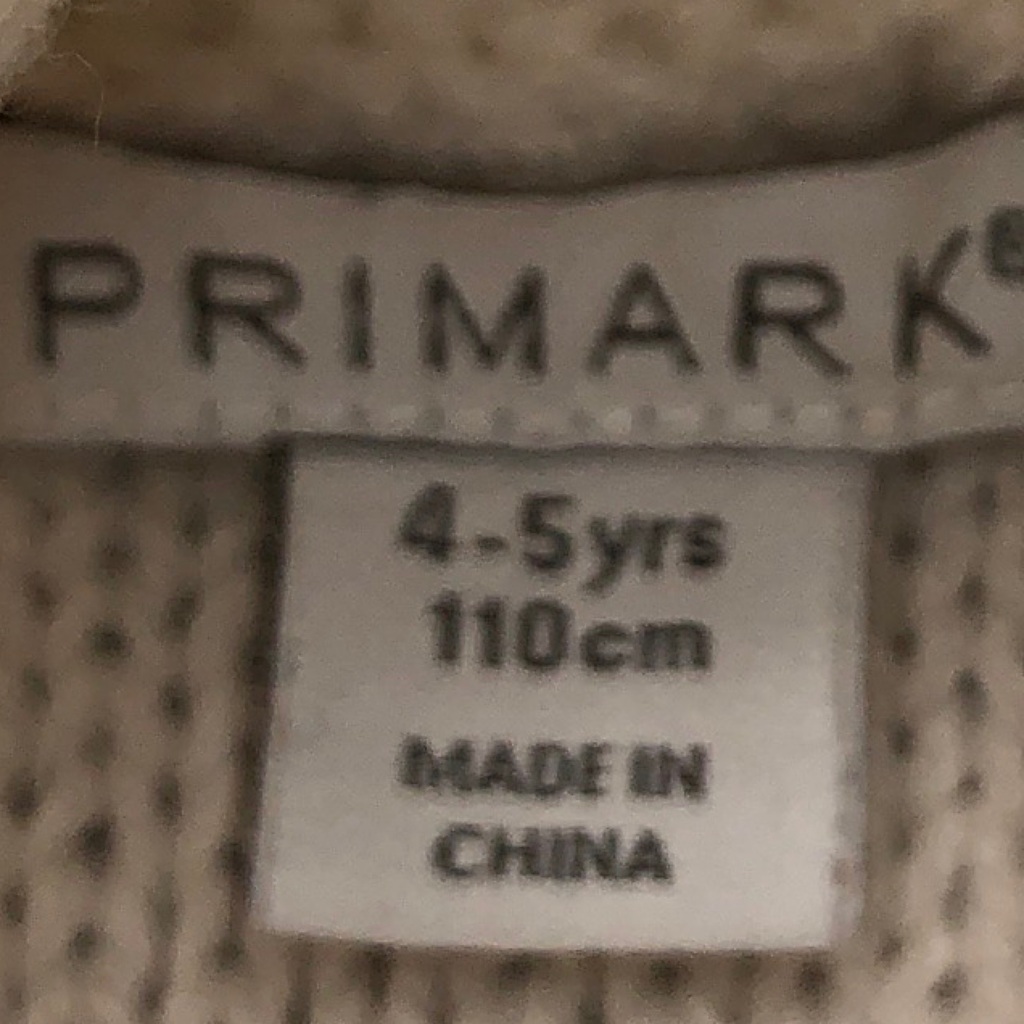 PRIMARK®
4-5yrs
110cm
MADE IN
CHINA